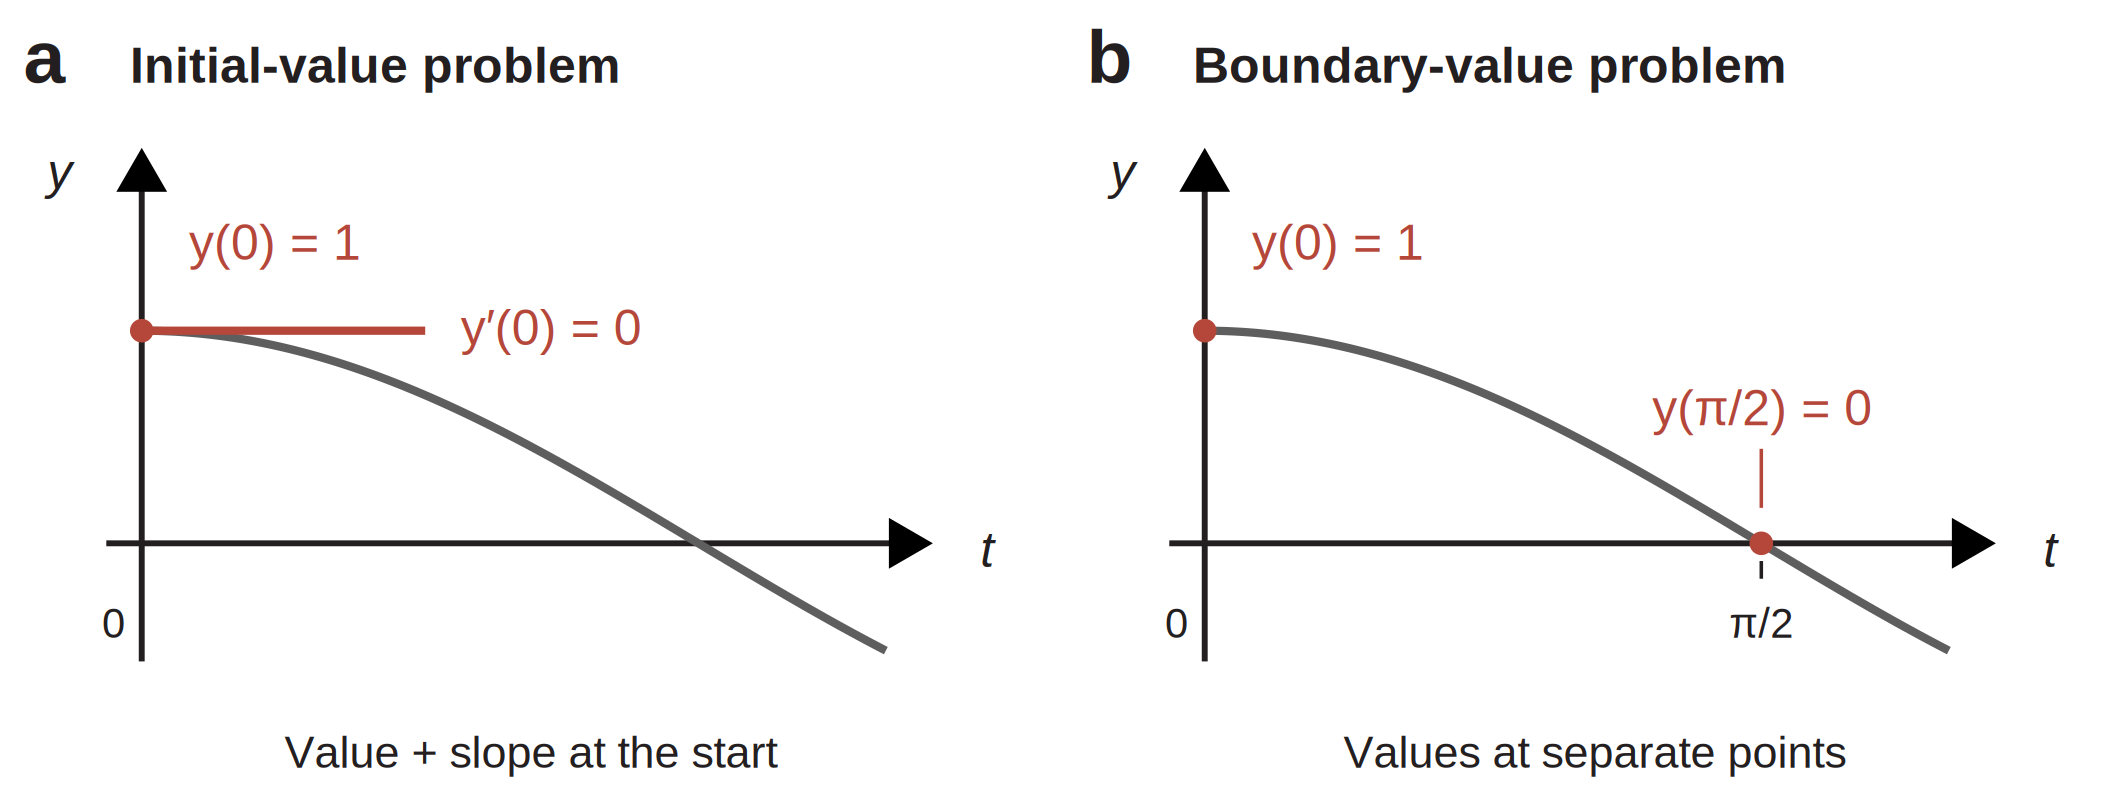 a Initial-value problem
y
y(0) = 1
y′(0) = 0
t
0
Value + slope at the start
b Boundary-value problem
y
y(0) = 1
y(π/2) = 0
t
0
π/2
Values at separate points